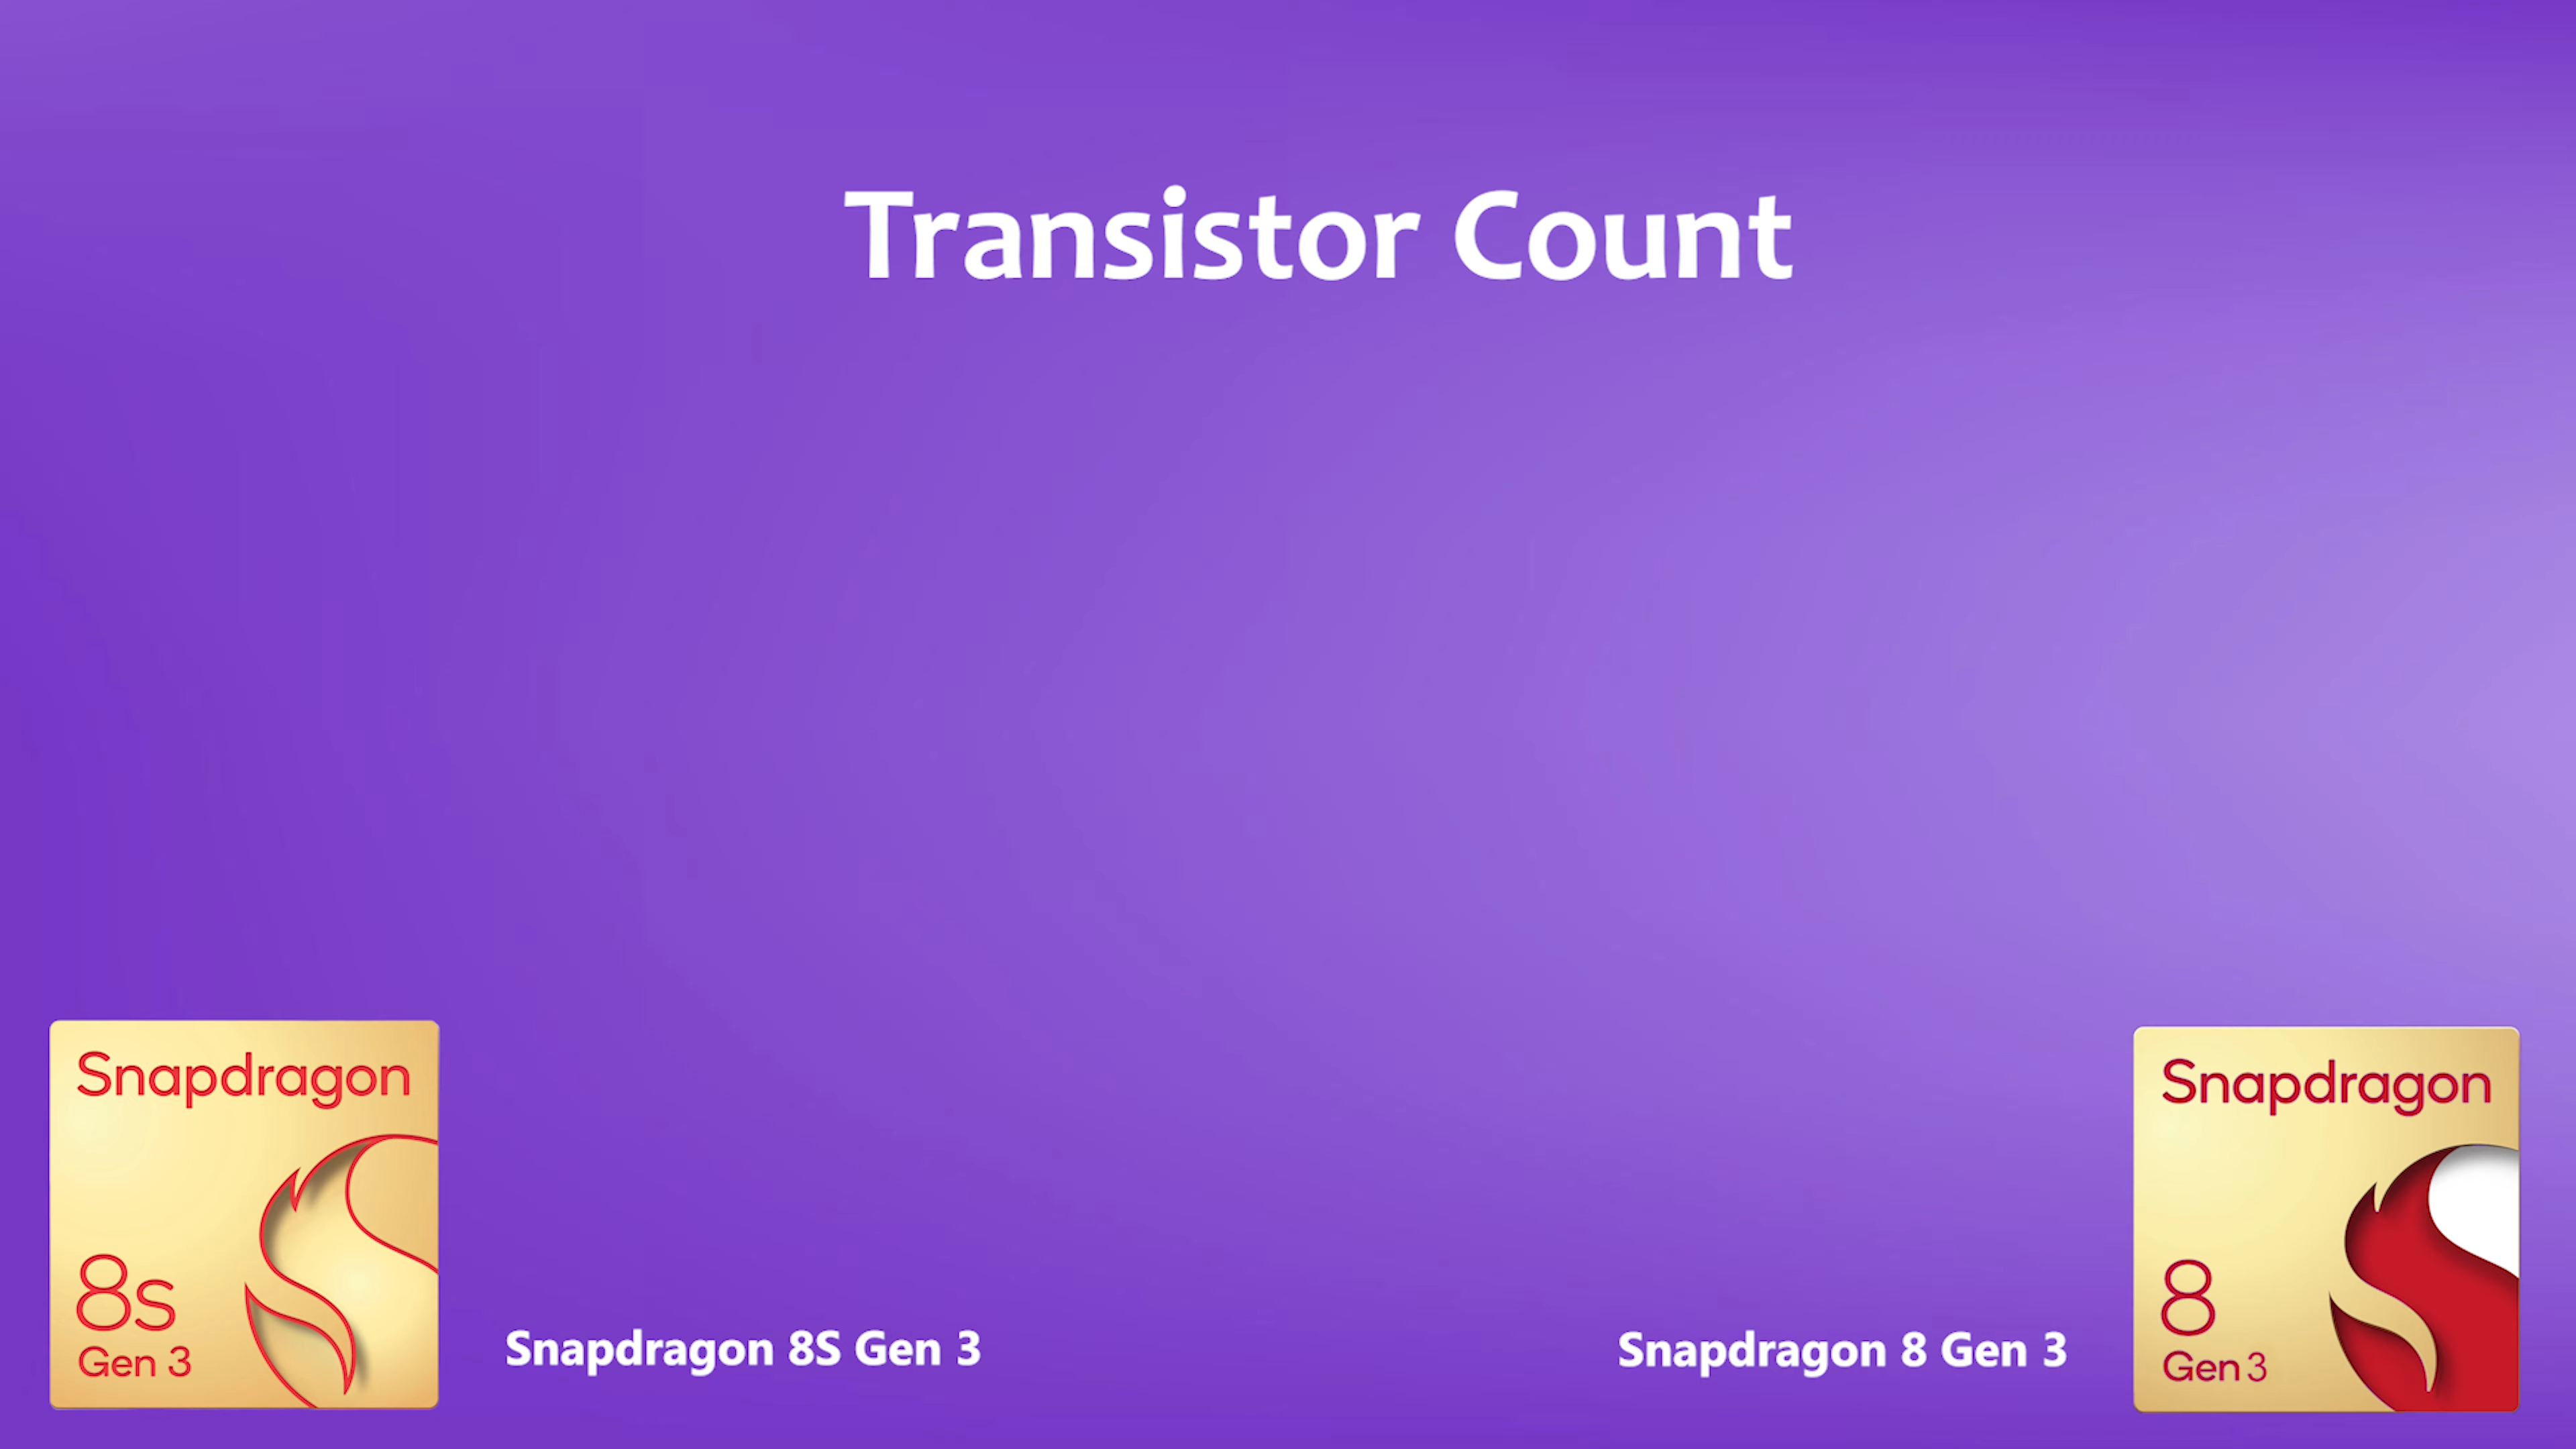 Transistor Count
Snapdragon
8s
Gen 3
Snapdragon 8S Gen 3
Snapdragon 8 Gen 3
Snapdragon
8
Gen 3